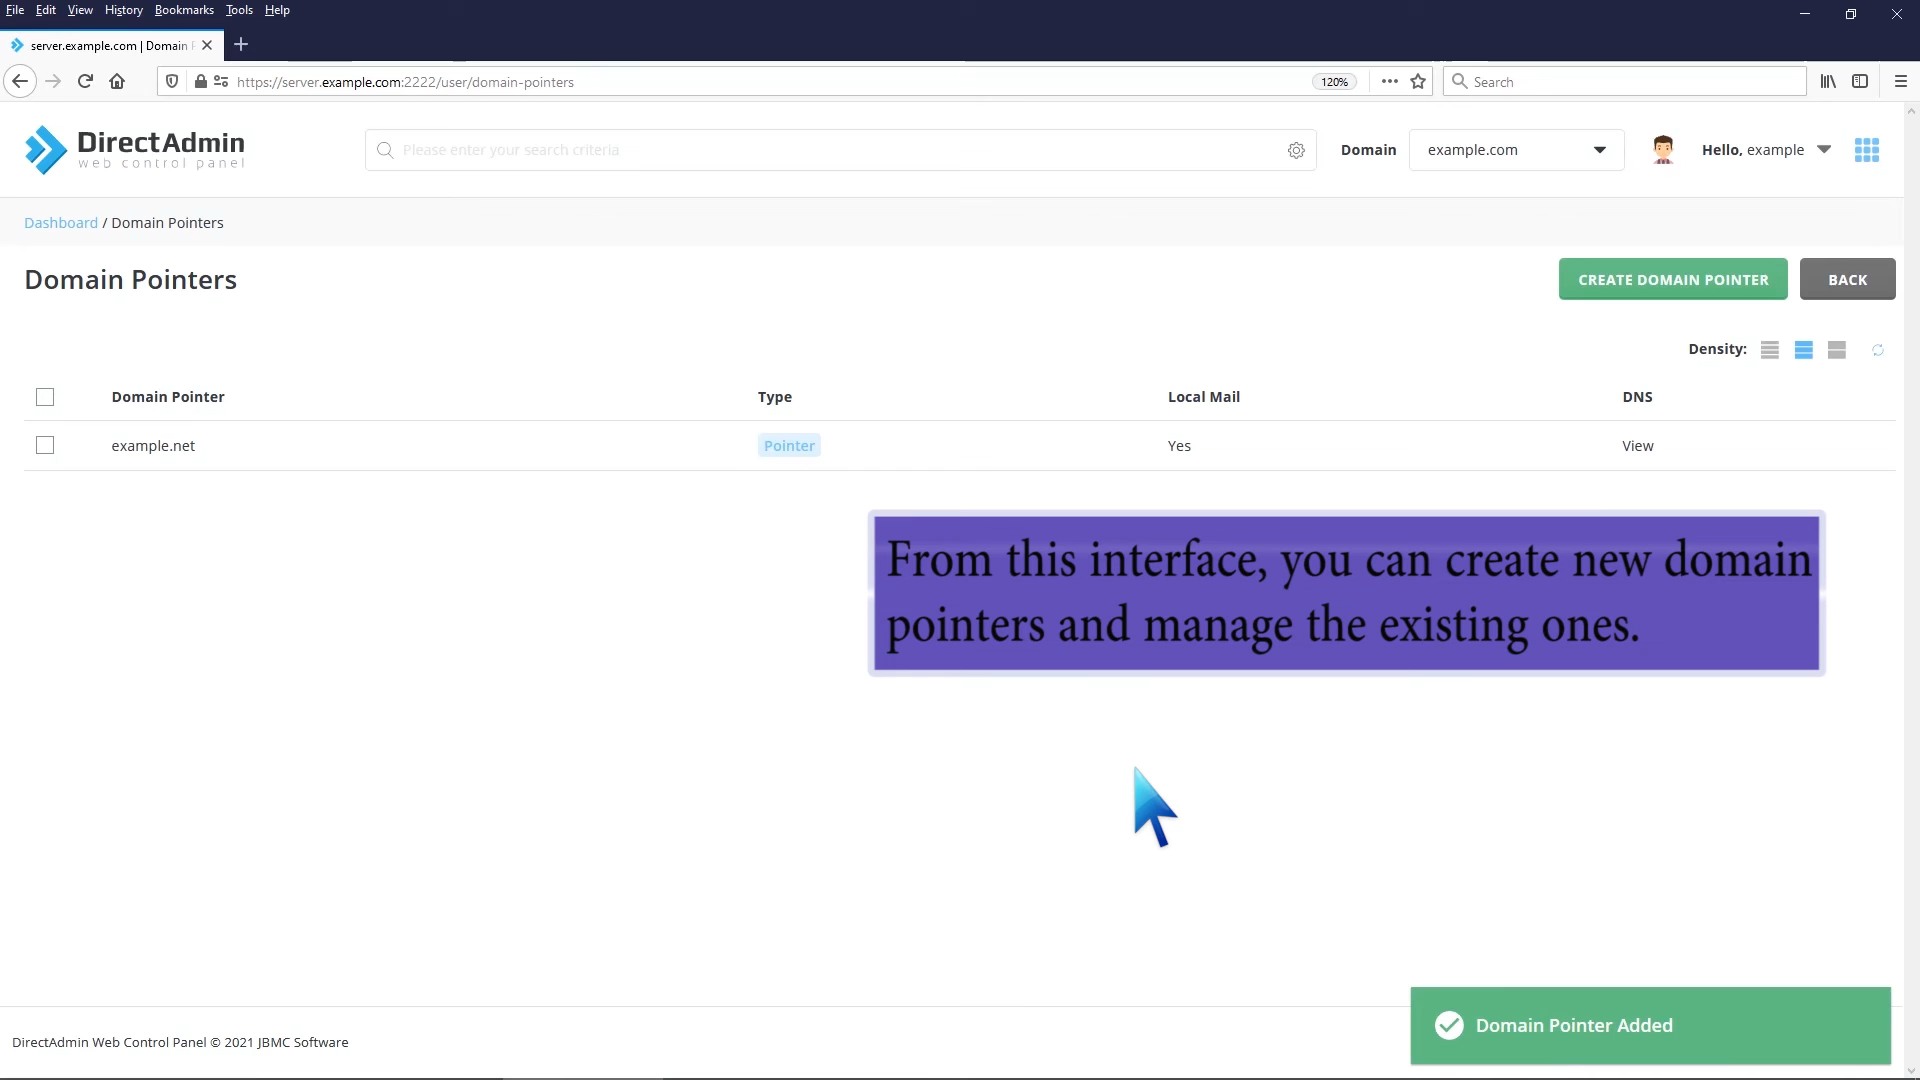 File Edit View History Bookmarks Tools Help
server.example.com | Domain P
https://server.example.com:2222/user/domain-pointers
120%
Search
DirectAdmin
web control panel
Please enter your search criteria
Domain
example.com
Hello, example
Dashboard / Domain Pointers
Domain Pointers
CREATE DOMAIN POINTER
BACK
Density:
Domain Pointer Type Local Mail DNS
example.net Pointer Yes View
From this interface, you can create new domain
pointers and manage the existing ones.
Domain Pointer Added
DirectAdmin Web Control Panel © 2021 JBMC Software